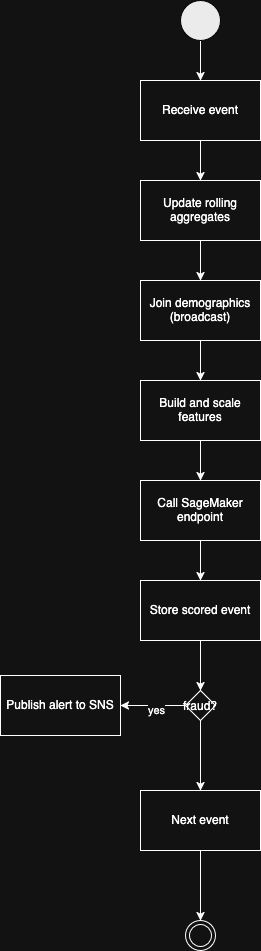 Receive event
Update rolling
aggregates
Join demographics
(broadcast)
Build and scale
features
Call SageMaker
endpoint
Store scored event
fraud?
yes
Publish alert to SNS
Next event